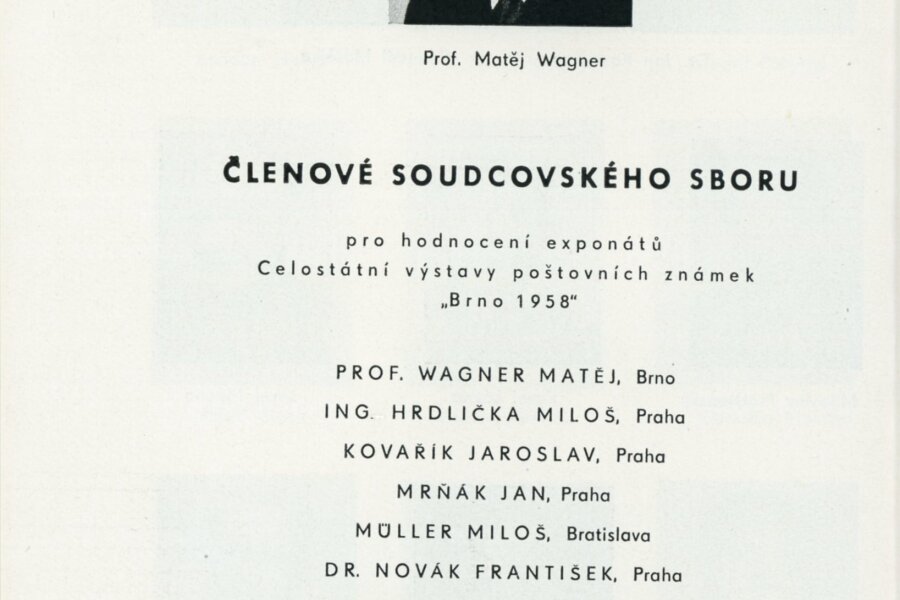 Prof. Matěj Wagner
ČLENOVÉ SOUDCOVSKÉHO SBORU
pro hodnocení exponátů
Celostátní výstavy poštovních známek
„Brno 1958“
PROF. WAGNER MATĚJ, Brno
ING. HRDLIČKA MILOŠ, Praha
KOVAŘÍK JAROSLAV, Praha
MRŇÁK JAN, Praha
MÜLLER MILOŠ, Bratislava
DR. NOVÁK FRANTIŠEK, Praha